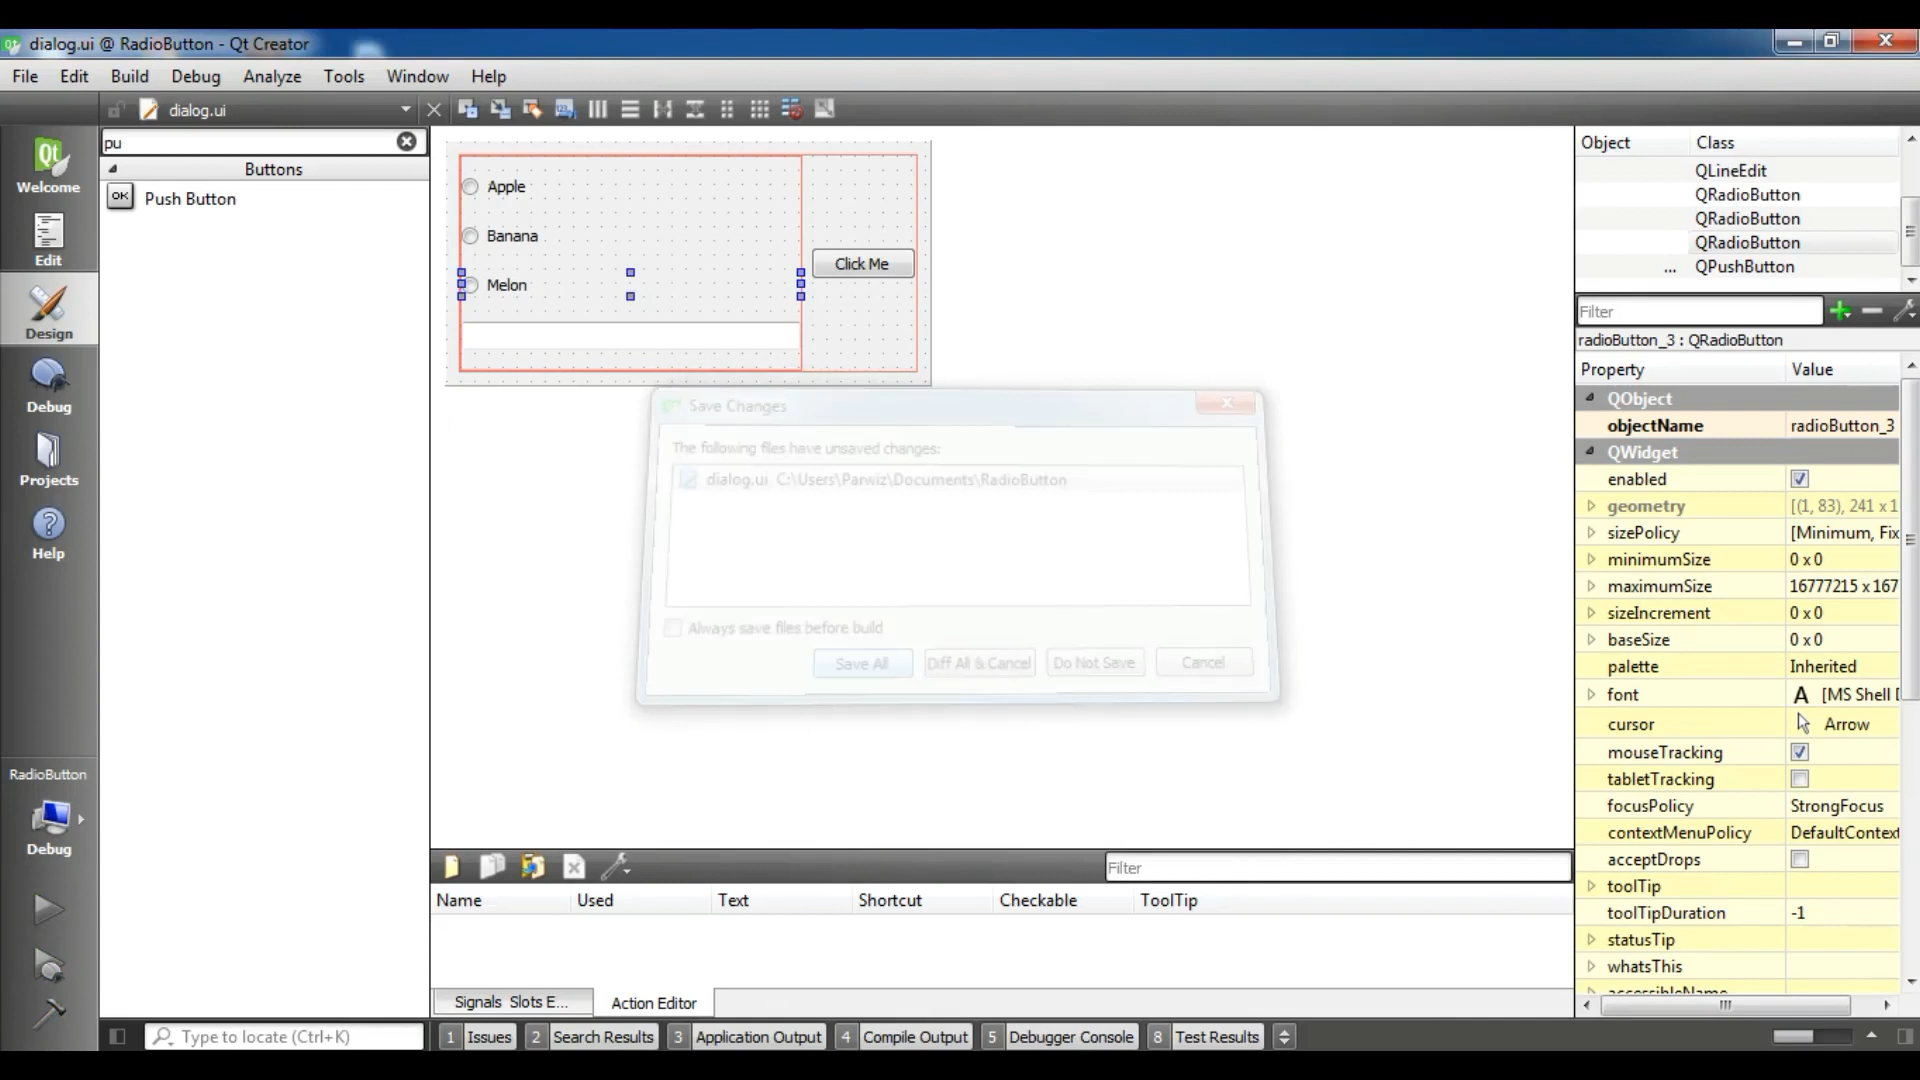 dialog.ui @ RadioButton - Qt Creator
File Edit Build Debug Analyze Tools Window Help
dialog.ui
pu
Buttons
OK Push Button
Welcome
Edit
Design
Debug
Projects
Help
RadioButton
Debug
Apple
Banana
Melon
Click Me
Save Changes
The following files have unsaved changes:
dialog.ui C:\Users\Parwiz\Documents\RadioButton
Always save files before build
Save All Diff All & Cancel Do Not Save Cancel
Object Class
QLineEdit
QRadioButton
QRadioButton
QRadioButton
... QPushButton
Filter
radioButton_3 : QRadioButton
Property Value
QObject
objectName radioButton_3
QWidget
enabled
geometry [(1, 83), 241 x 1
sizePolicy [Minimum, Fix
minimumSize 0 x 0
maximumSize 16777215 x 167
sizeIncrement 0 x 0
baseSize 0 x 0
palette Inherited
font A [MS Shell D
cursor Arrow
mouseTracking
tabletTracking
focusPolicy StrongFocus
contextMenuPolicy DefaultContext
acceptDrops
toolTip
toolTipDuration -1
statusTip
whatsThis
accessibleName
Filter
Name Used Text Shortcut Checkable ToolTip
Signals Slots E... Action Editor
Type to locate (Ctrl+K) 1 Issues 2 Search Results 3 Application Output 4 Compile Output 5 Debugger Console 8 Test Results